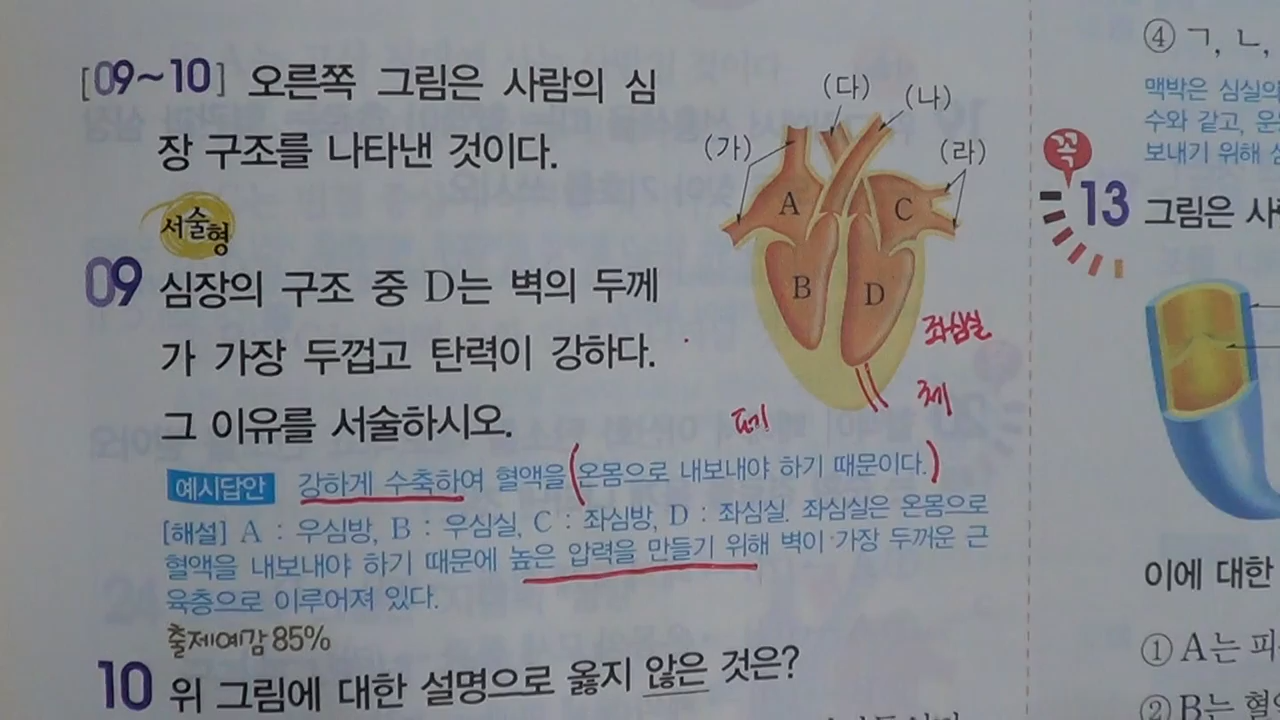 [09~10] 오른쪽 그림은 사람의 심
장 구조를 나타낸 것이다.
(가)
(다)
(나)
(라)
A
C
B
D
서술형
09 심장의 구조 중 D는 벽의 두께
가 가장 두껍고 탄력이 강하다.
그 이유를 서술하시오.
좌심실
예시답안 강하게 수축하여 혈액을 (온몸으로 내보내야 하기 때문이다.)
[해설] A : 우심방, B : 우심실, C : 좌심방, D : 좌심실. 좌심실은 온몸으로
혈액을 내보내야 하기 때문에 높은 압력을 만들기 위해 벽이 가장 두꺼운 근
육층으로 이루어져 있다.
출제예감 85%
10 위 그림에 대한 설명으로 옳지 않은 것은?
④ ㄱ, ㄴ,
맥박은 심실의
수와 같고, 운
보내기 위해
꼭
13 그림은 사
이에 대한
① A는 피
② B는 혈